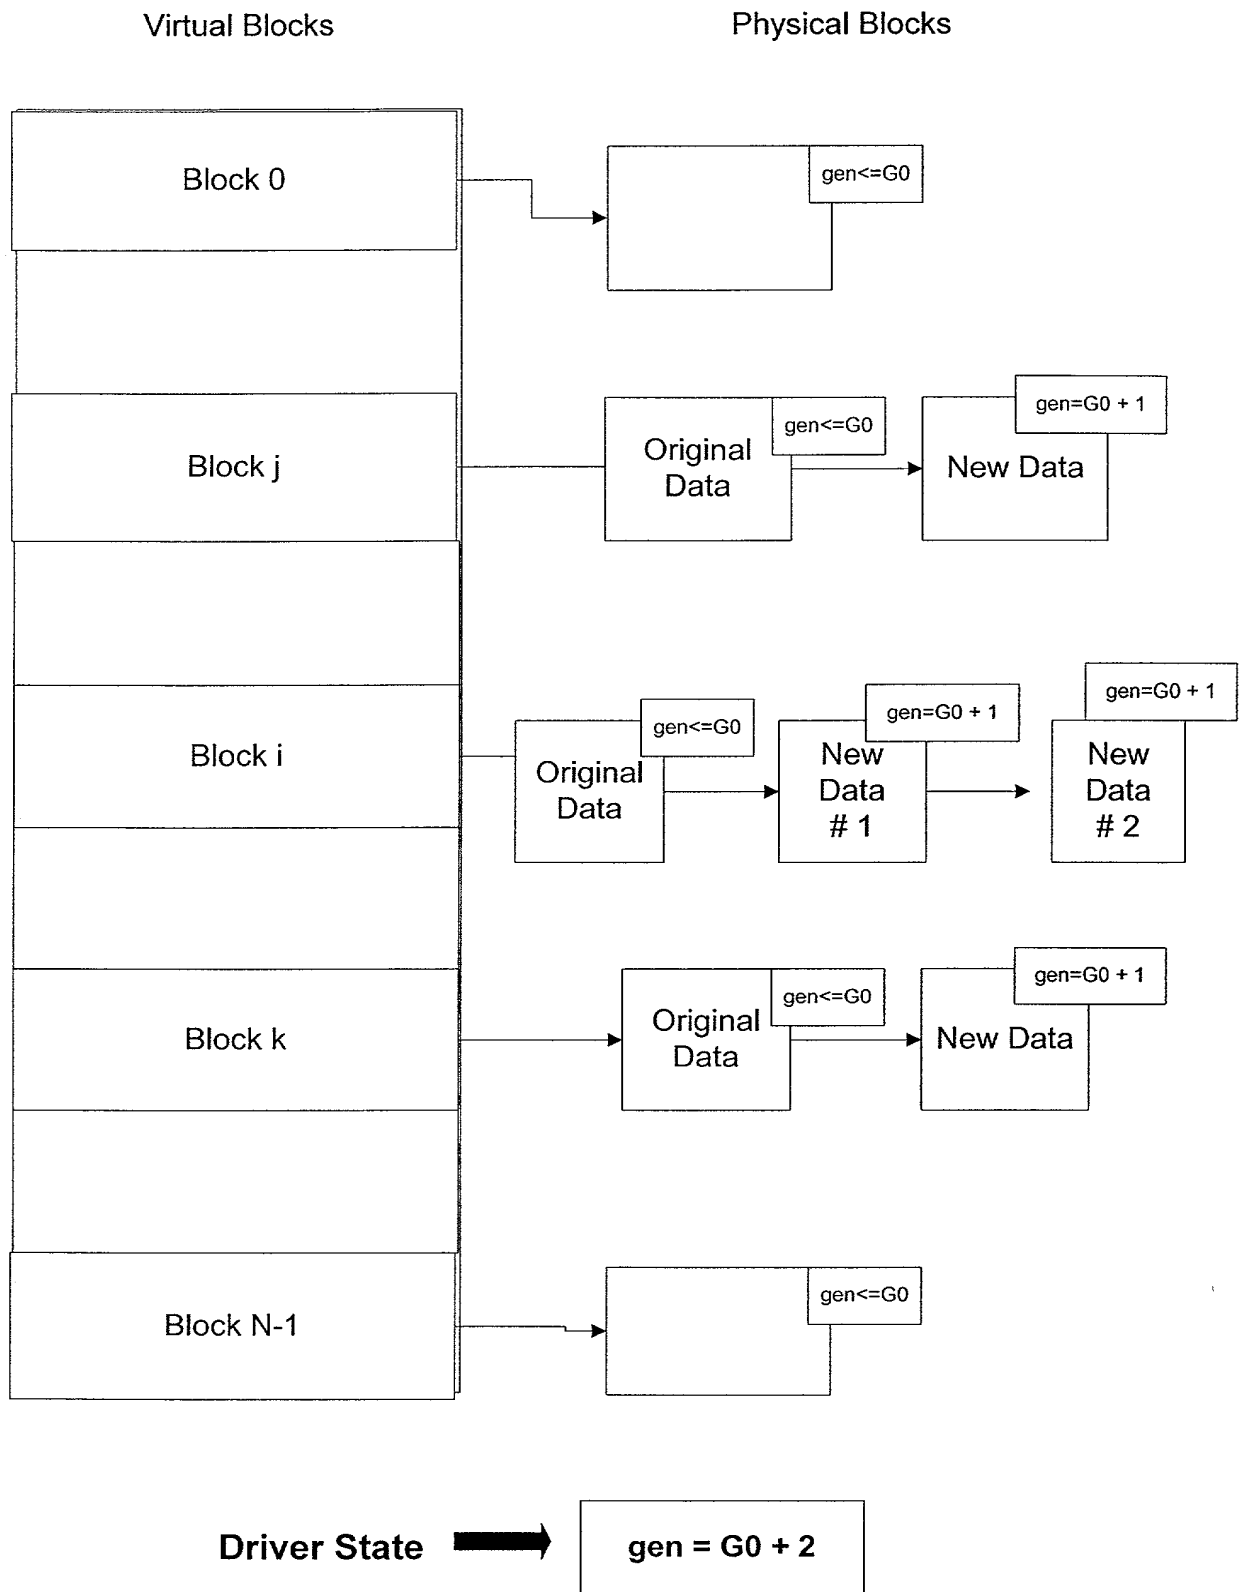 Virtual Blocks
Physical Blocks
Block 0
gen<=G0
Block j
Original
Data
gen<=G0
New Data
gen=G0 + 1
Block i
Original
Data
gen<=G0
New
Data
# 1
gen=G0 + 1
New
Data
# 2
gen=G0 + 1
Block k
Original
Data
gen<=G0
New Data
gen=G0 + 1
Block N-1
gen<=G0
Driver State
gen = G0 + 2